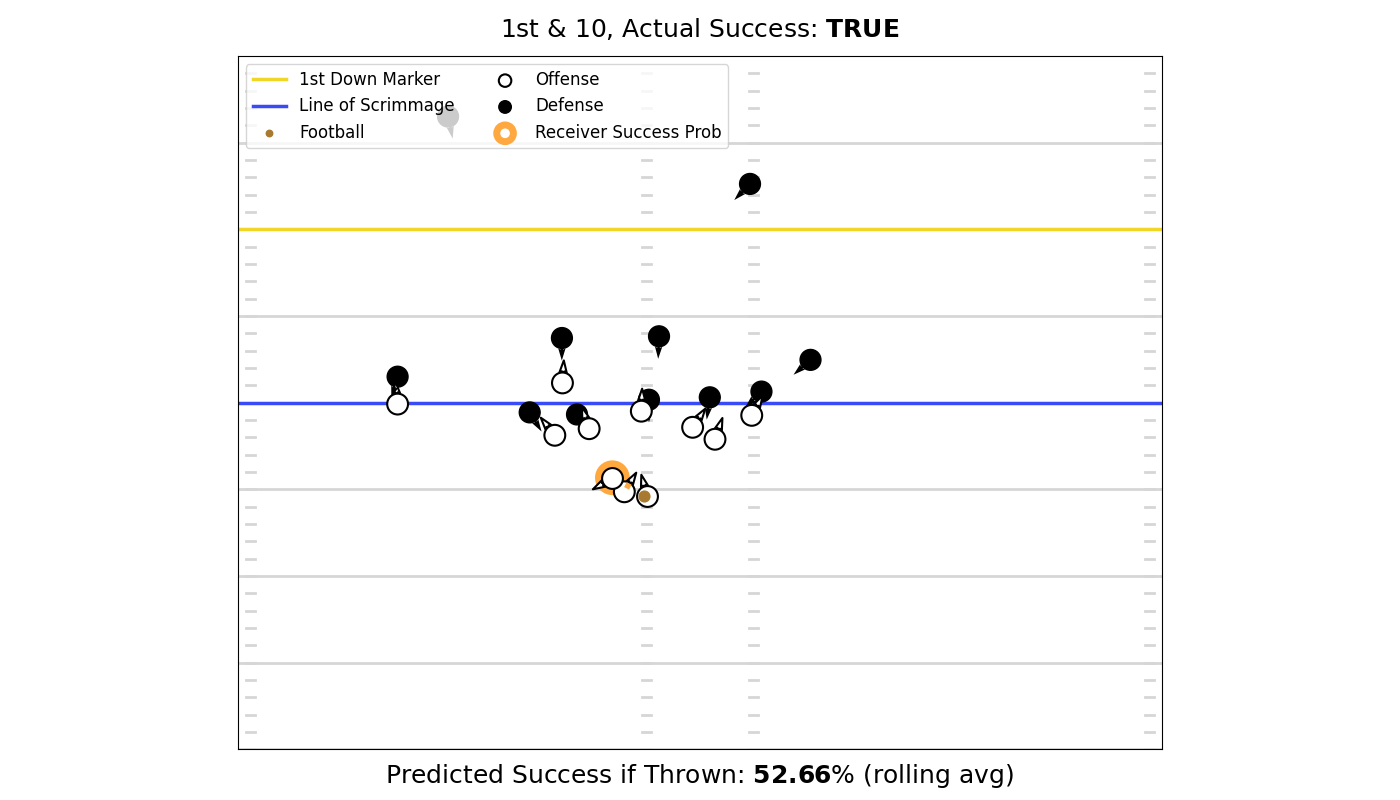 1st & 10, Actual Success: TRUE
1st Down Marker
Line of Scrimmage
Football
Offense
Defense
Receiver Success Prob
Predicted Success if Thrown: 52.66% (rolling avg)